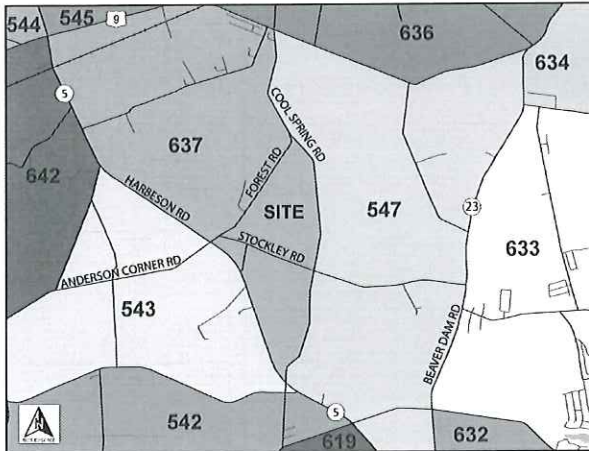 544
545
9
636
634
5
COOL SPRING RD
637
642
FOREST RD
HARBESON RD
SITE
547
23
STOCKLEY RD
633
ANDERSON CORNER RD
543
BEAVER DAM RD
5
542
619
632
N